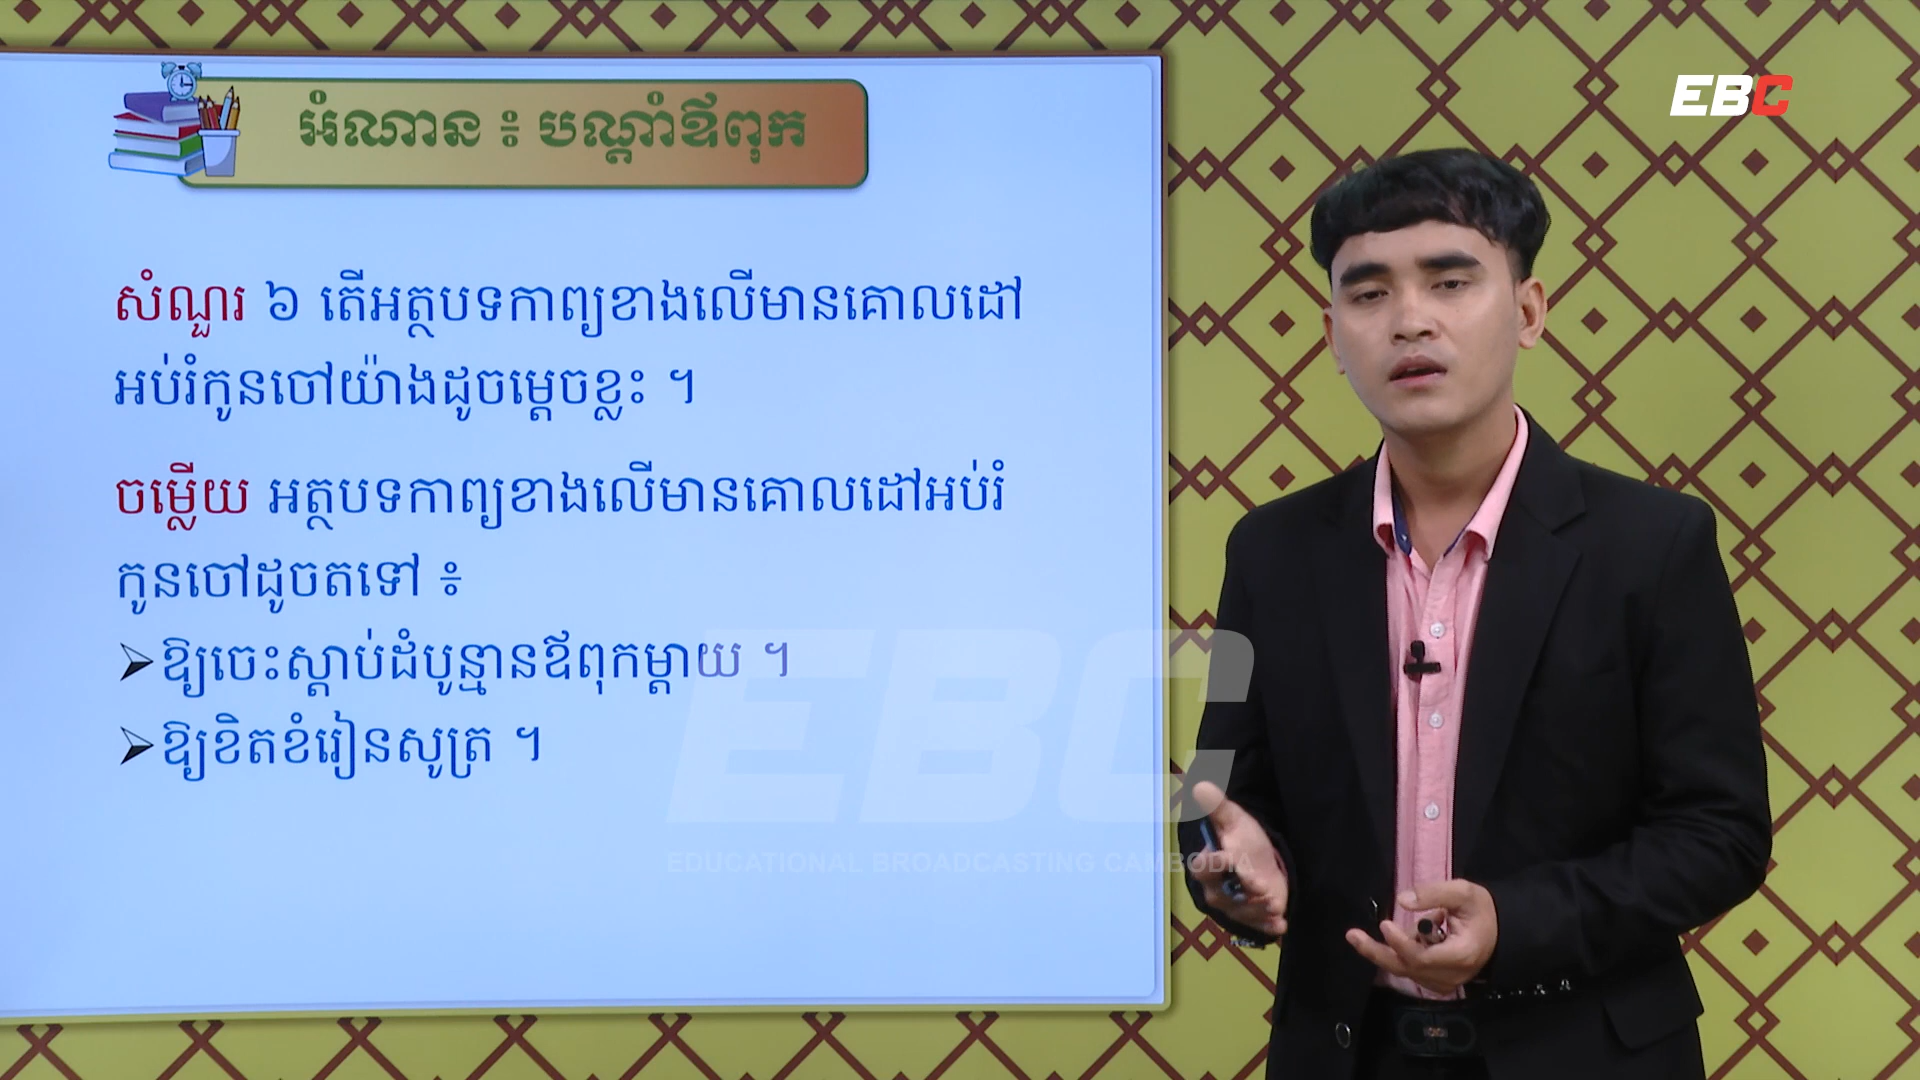 EBC
អំណាន ៖ បណ្ដាំឪពុក
សំណួរ ៦ តើអត្ថបទកាព្យខាងលើមានគោលដៅ
អប់រំកូនចៅយ៉ាងដូចម្ដេចខ្លះ ។
ចម្លើយ អត្ថបទកាព្យខាងលើមានគោលដៅអប់រំ
កូនចៅដូចតទៅ ៖
➢ឱ្យចេះស្ដាប់ដំបូន្មានឪពុកម្ដាយ ។
➢ឱ្យខិតខំរៀនសូត្រ ។
EBC
EDUCATIONAL BROADCASTING CAMBODIA